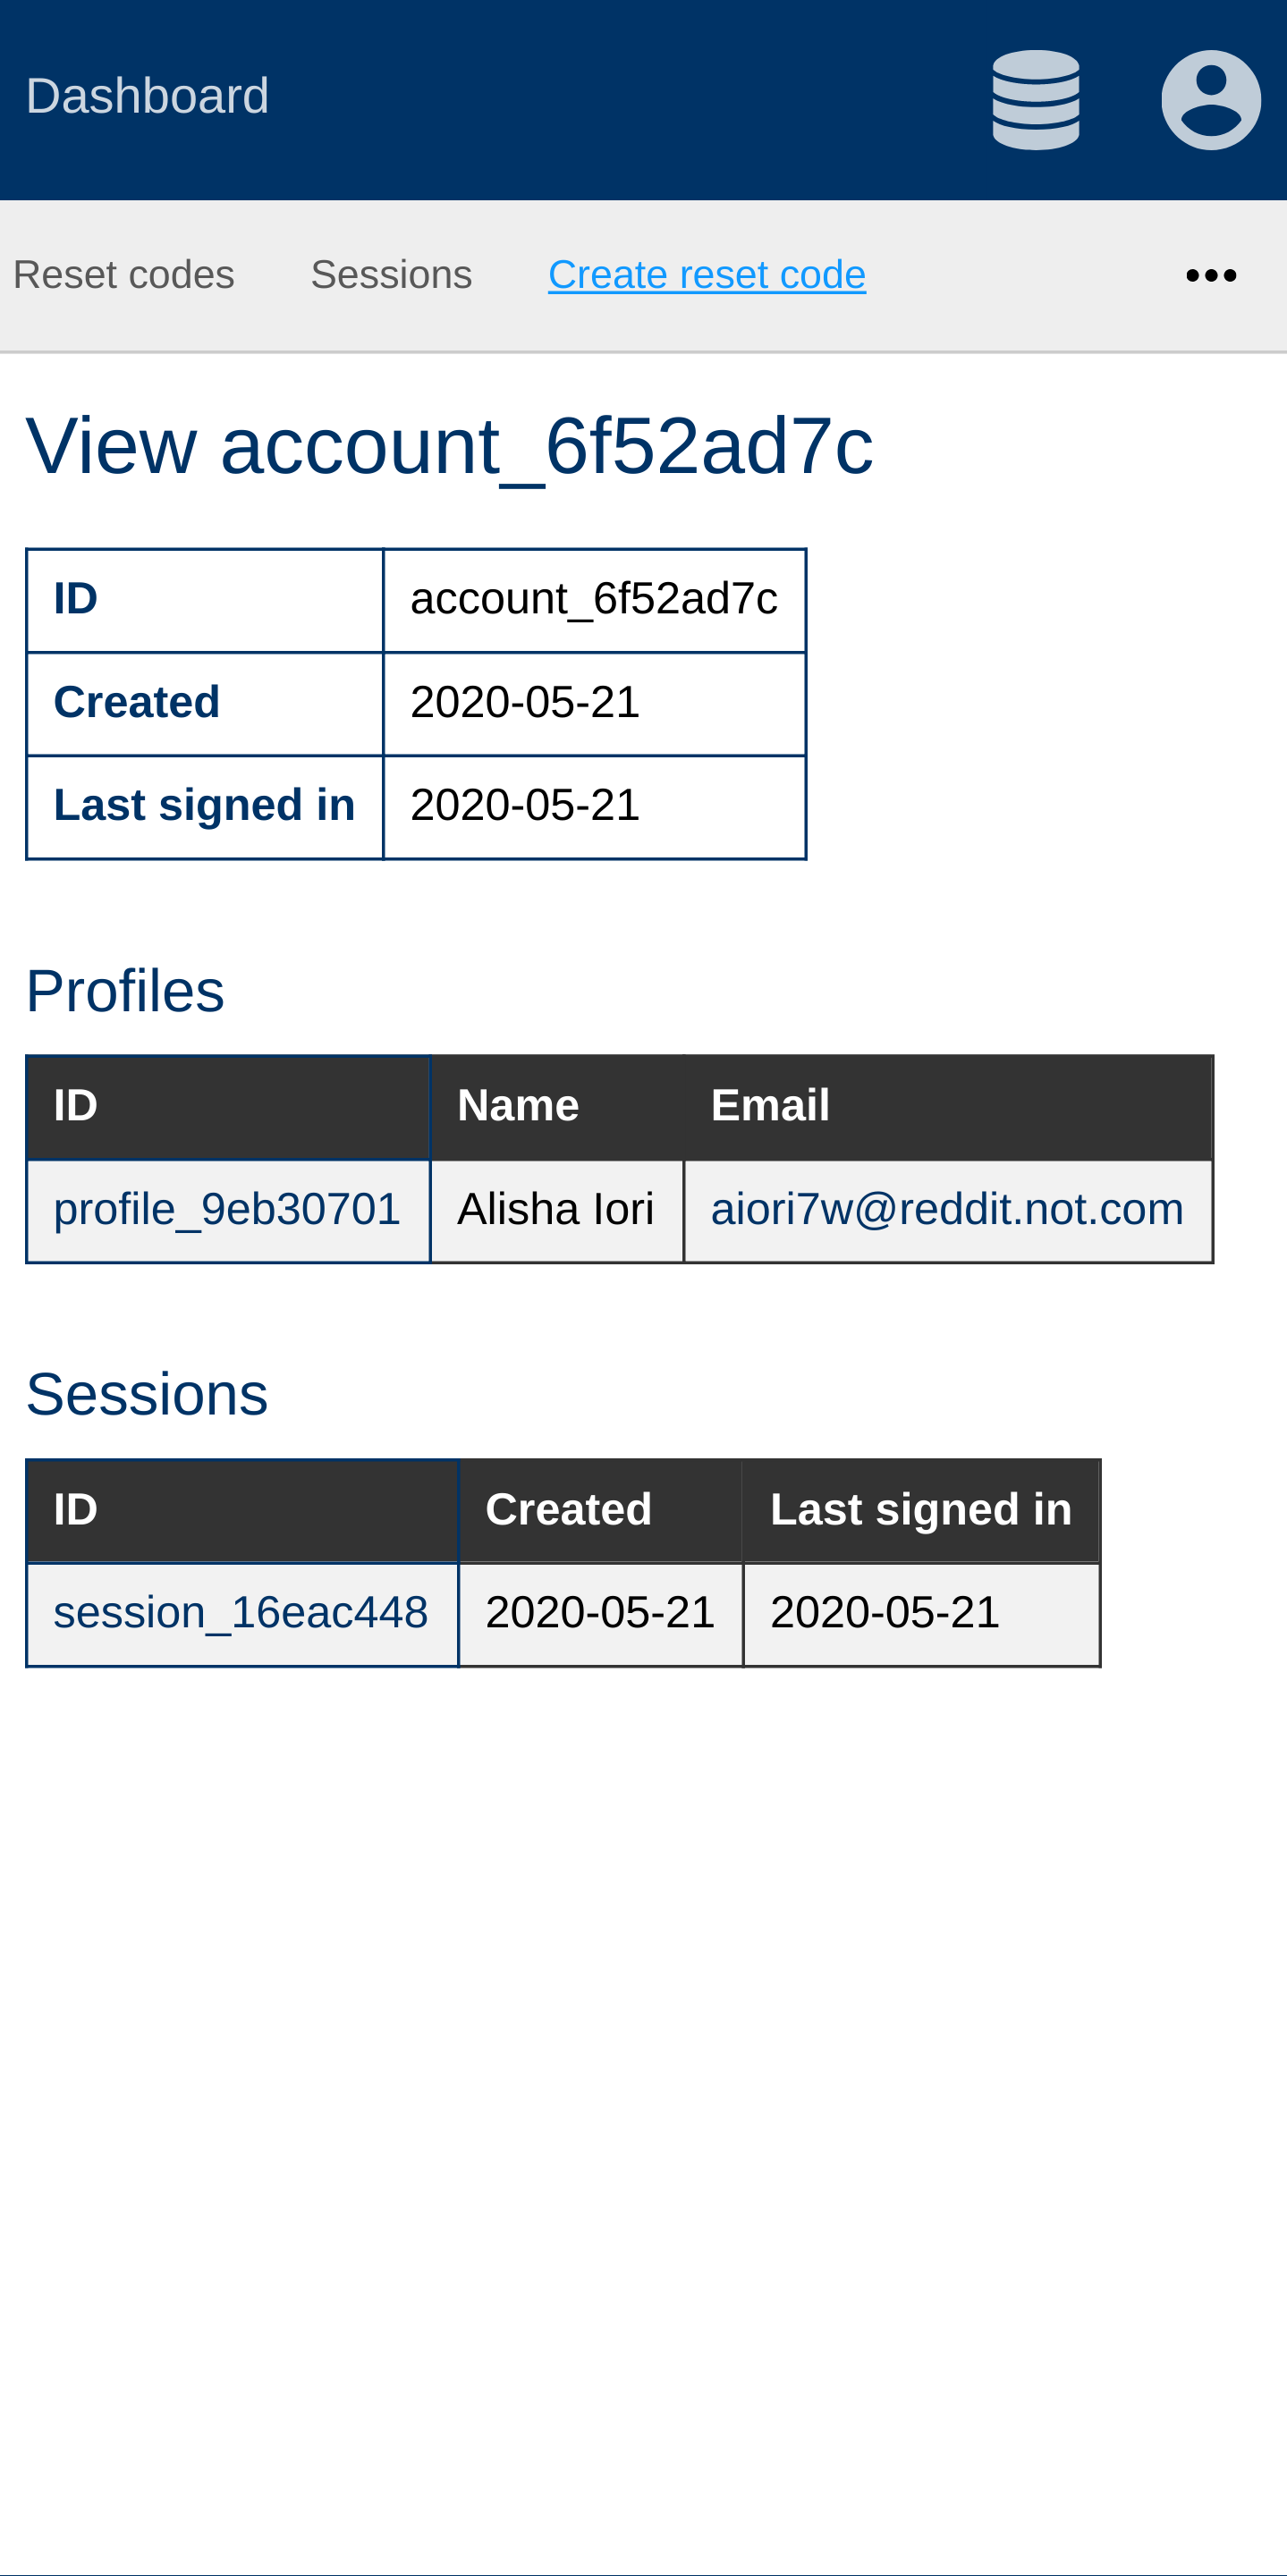 Dashboard
Reset codes Sessions Create reset code •••
View account_6f52ad7c
ID account_6f52ad7c
Created 2020-05-21
Last signed in 2020-05-21
Profiles
ID Name Email
profile_9eb30701 Alisha Iori aiori7w@reddit.not.com
Sessions
ID Created Last signed in
session_16eac448 2020-05-21 2020-05-21